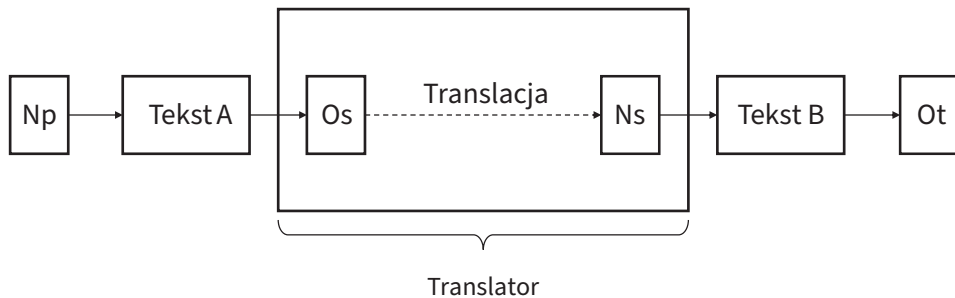 Translacja
Np
Tekst A
Os
Ns
Tekst B
Ot
Translator